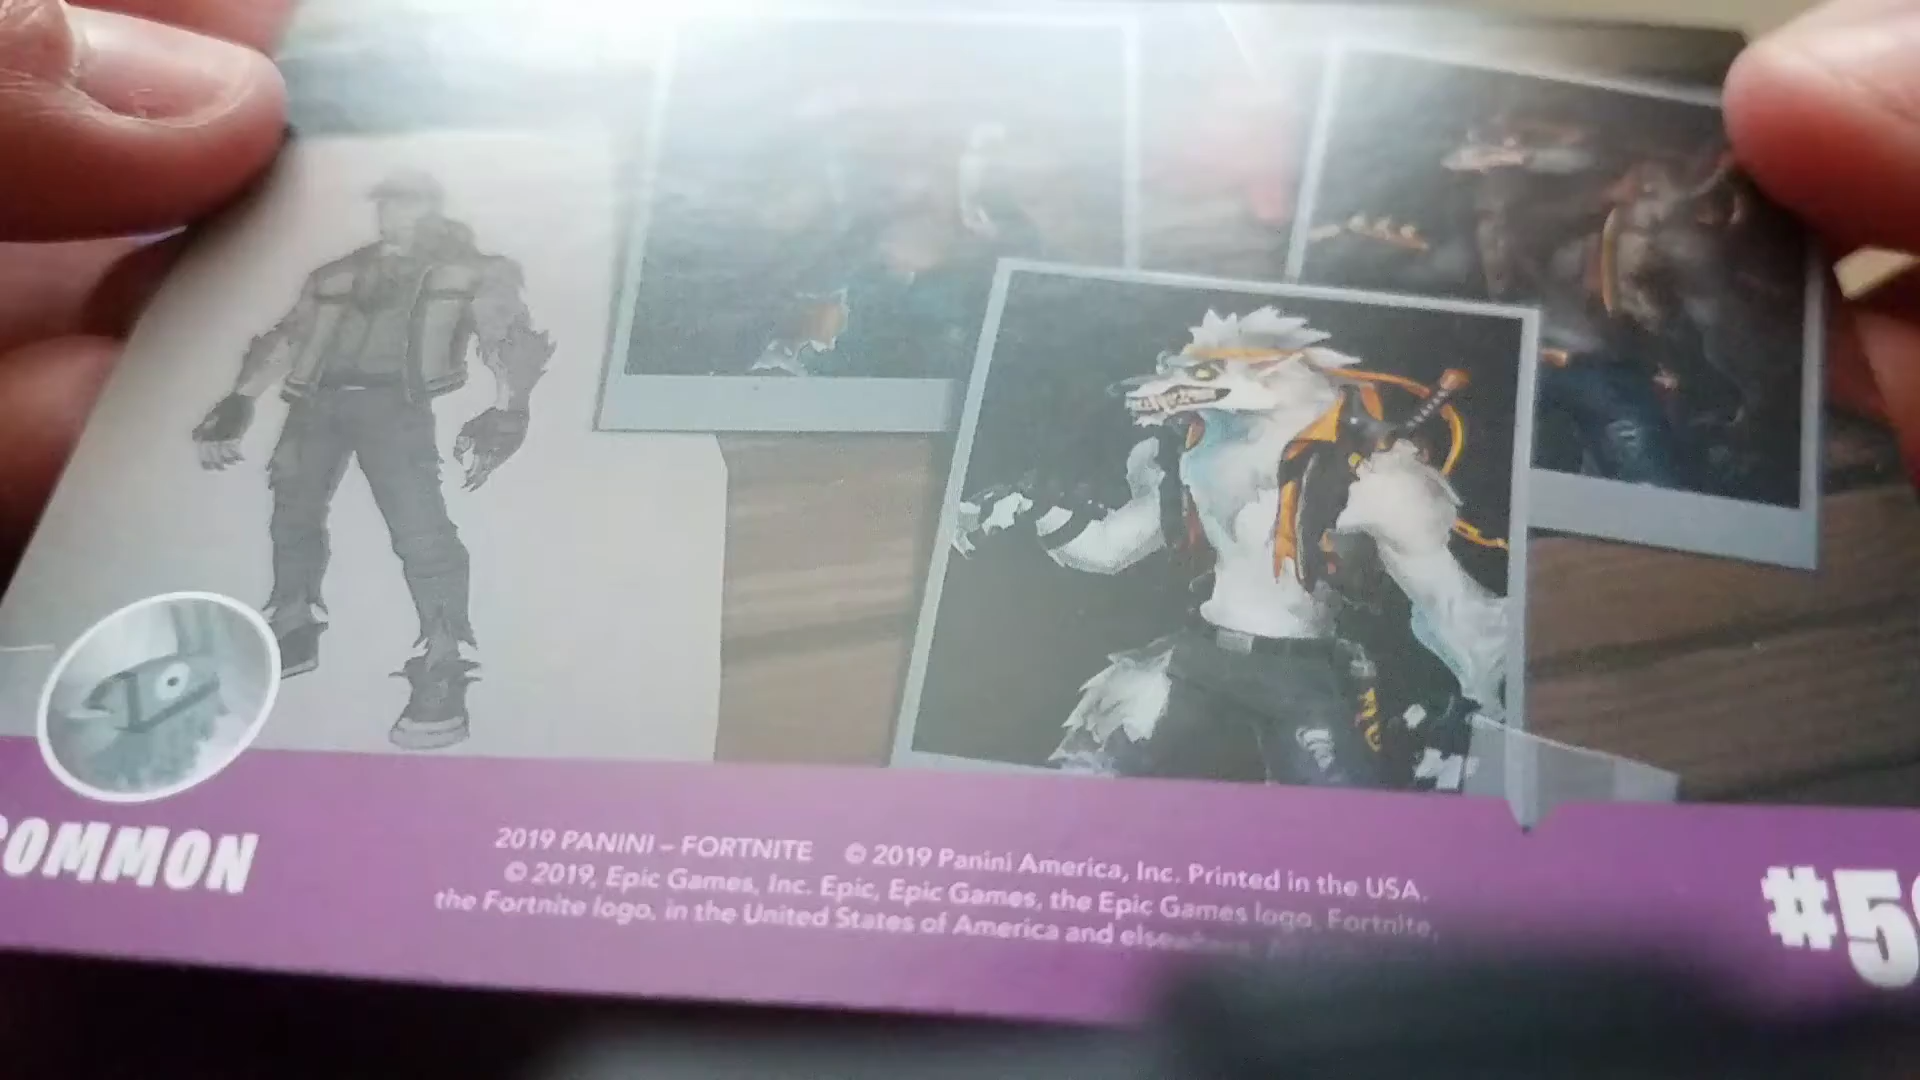 COMMON
2019 PANINI – FORTNITE © 2019 Panini America, Inc. Printed in the USA.
© 2019, Epic Games, Inc. Epic, Epic Games, the Epic Games logo, Fortnite,
the Fortnite logo, in the United States of America and elsewhere.
#5